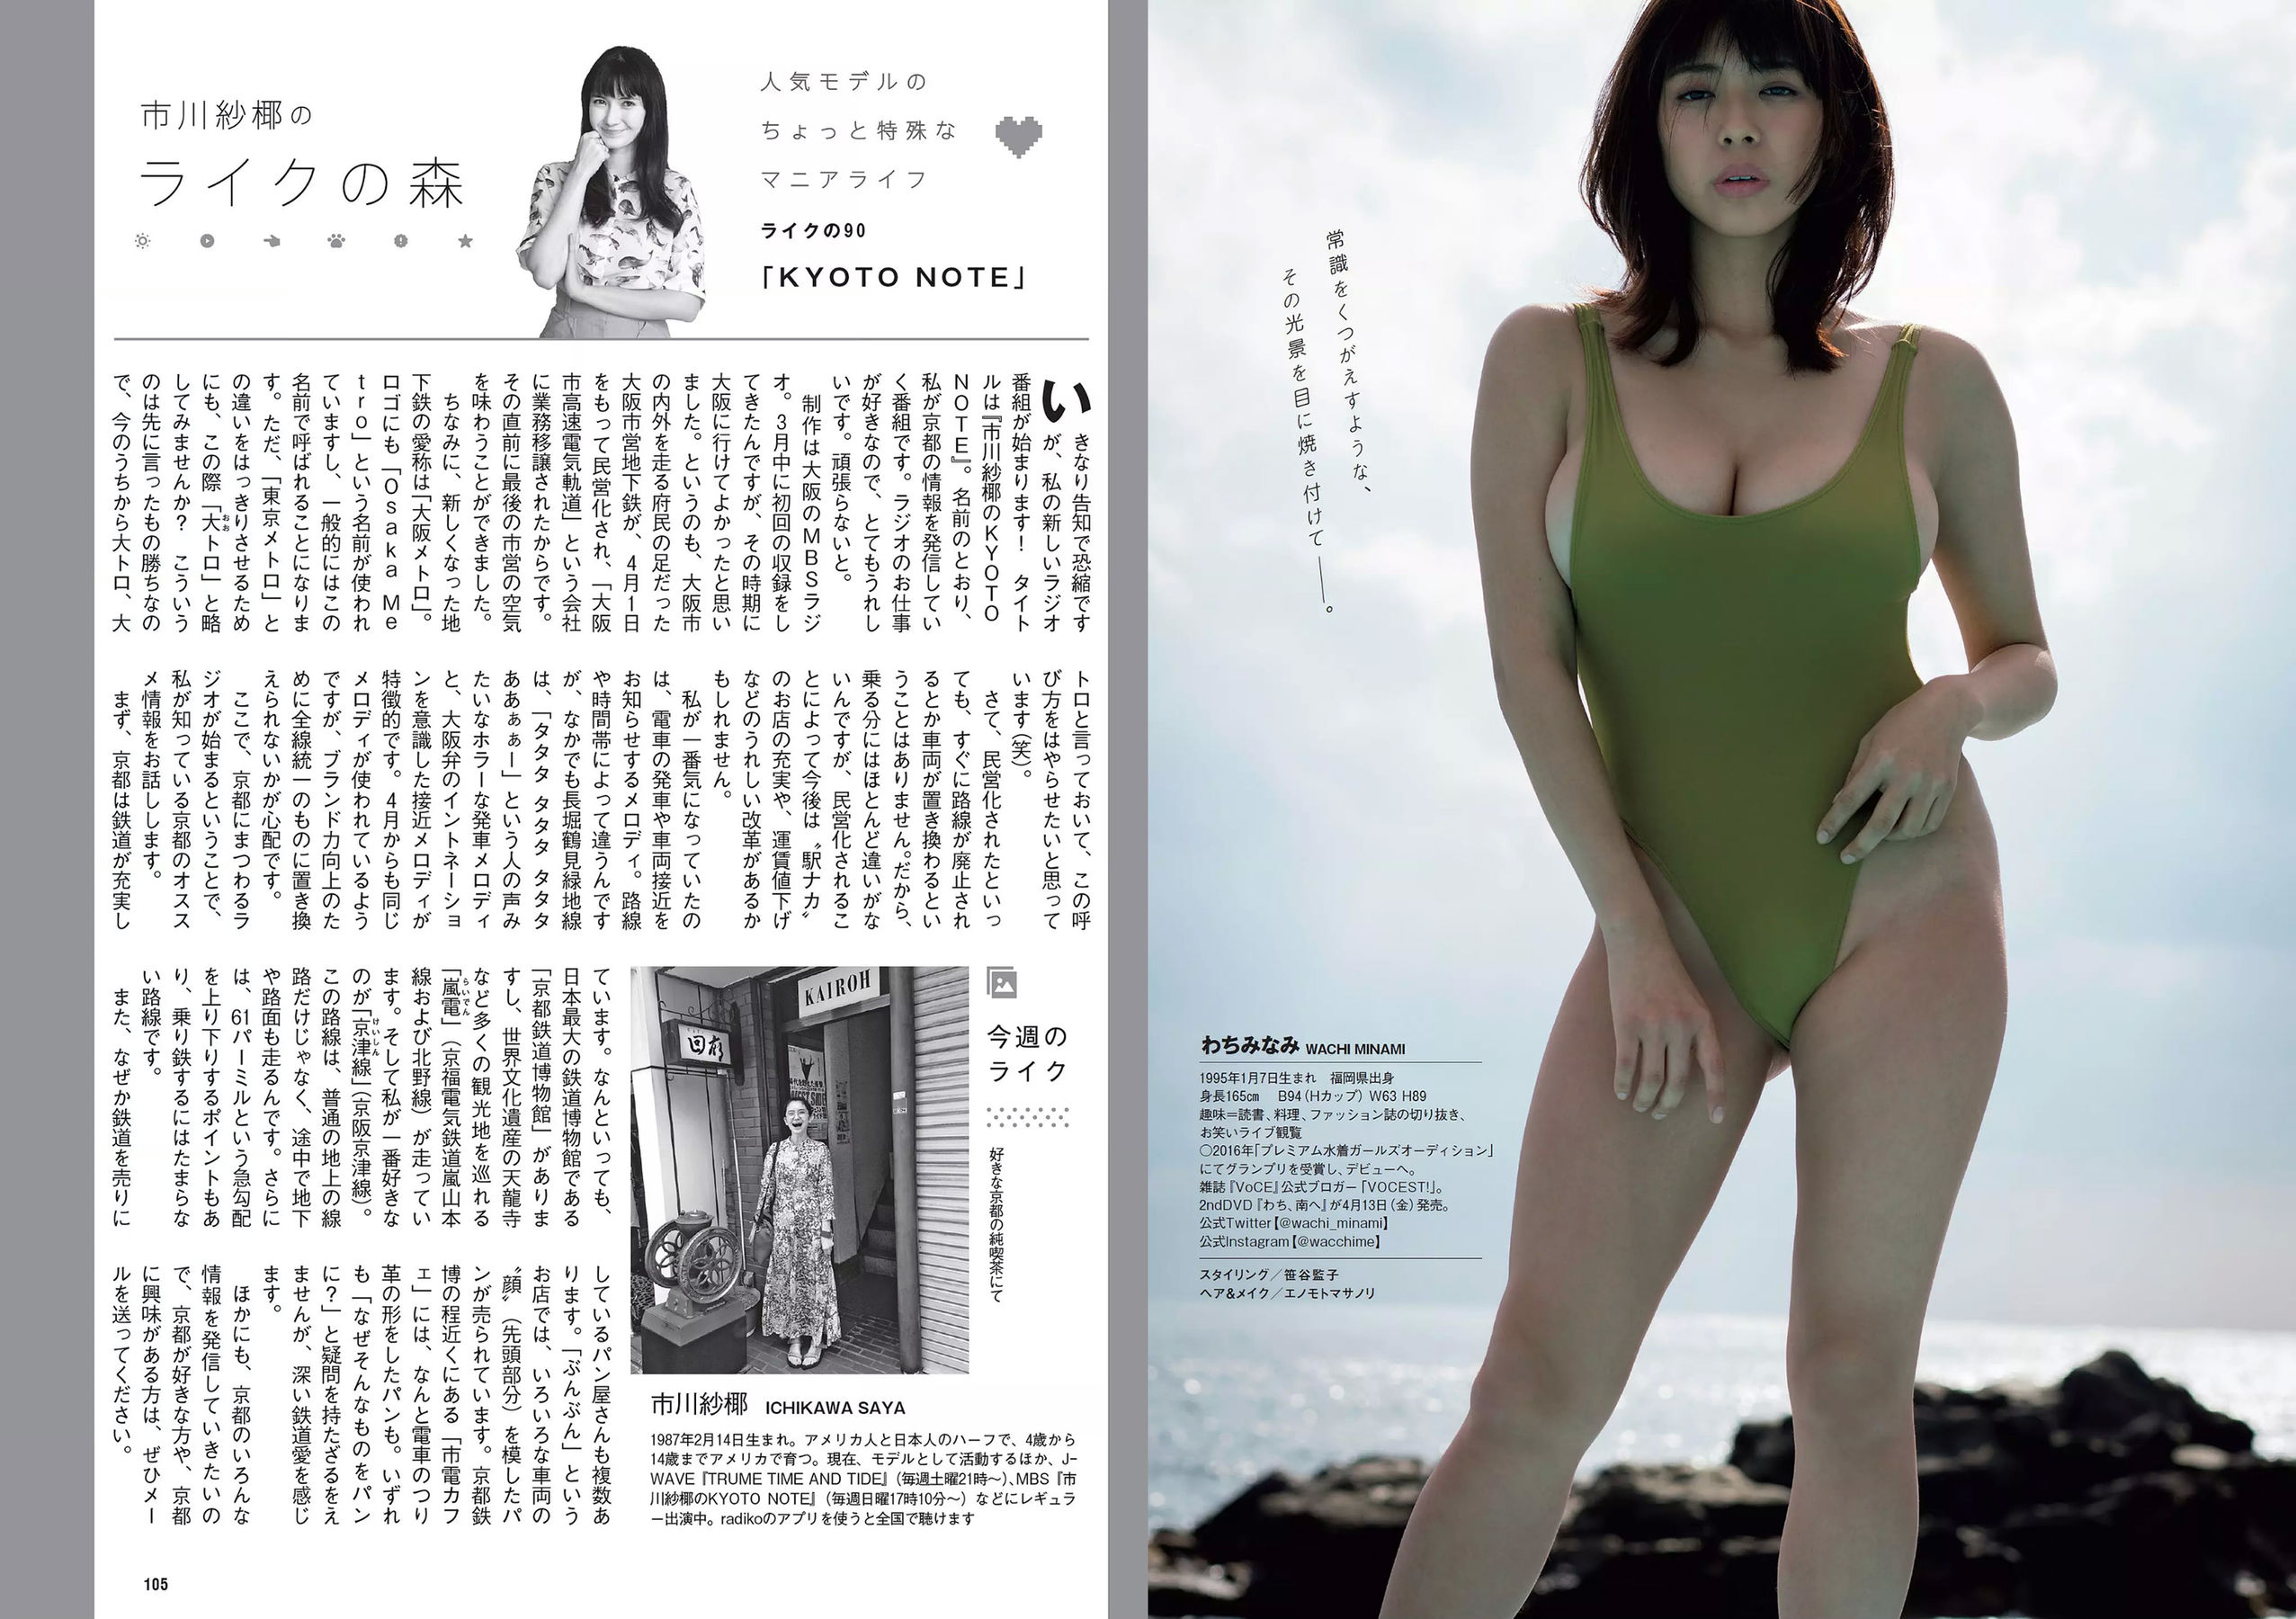 市川紗椰の
ライクの森
人気モデルの
ちょっと特殊な
マニアライフ
ライクの90
「KYOTO NOTE」
いきなり告知で恐縮です
が、私の新しいラジオ
番組が始まります！　タイト
ルは『市川紗椰のKYOTO
NOTE』。名前のとおり、
私が京都の情報を発信してい
く番組です。ラジオのお仕事
が好きなので、とてもうれし
いです。頑張らないと。
制作は大阪のMBSラジ
オ。3月中に初回の収録をし
てきたんですが、その時期に
大阪に行けてよかったと思い
ました。というのも、大阪市
の内外を走る府民の足だった
大阪市営地下鉄が、4月1日
をもって民営化され、「大阪
市高速電気軌道」という会社
に業務移譲されたからです。
その直前に最後の市営の空気
を味わうことができました。
ちなみに、新しくなった地
下鉄の愛称は「大阪メトロ」。
ロゴにも「Osaka Me
tro」という名前が使われ
ていますし、一般的にはこの
名前で呼ばれることになりま
す。ただ、「東京メトロ」と
の違いをはっきりさせるため
にも、この際「大トロ」と略
おお
してみませんか？　こういう
のは先に言ったもの勝ちなの
で、今のうちから大トロ、大
トロと言っておいて、この呼
び方をはやらせたいと思って
います（笑）。
さて、民営化されたといっ
ても、すぐに路線が廃止され
るとか車両が置き換わるとい
うことはありません。だから、
乗る分にはほとんど違いがな
いんですが、民営化されるこ
とによって今後は〝駅ナカ〟
のお店の充実や、運賃値下げ
などのうれしい改革があるか
もしれません。
私が一番気になっていたの
は、電車の発車や車両接近を
お知らせするメロディ。路線
や時間帯によって違うんです
が、なかでも長堀鶴見緑地線
は、「タタタ タタタ タタタ
ああぁぁー」という人の声み
たいなホラーな発車メロディ
と、大阪弁のイントネーショ
ンを意識した接近メロディが
特徴的です。4月からも同じ
メロディが使われているよう
ですが、ブランド力向上のた
めに全線統一のものに置き換
えられないかが心配です。
ここで、京都にまつわるラ
ジオが始まるということで、
私が知っている京都のオスス
メ情報をお話しします。
まず、京都は鉄道が充実し
ています。なんといっても、
日本最大の鉄道博物館である
「京都鉄道博物館」がありま
すし、世界文化遺産の天龍寺
など多くの観光地を巡れる
「嵐電」（京福電気鉄道嵐山本
らいでん
線および北野線）が走ってい
ます。そして私が一番好きな
のが「京津線」（京阪京津線）。
けいしん
この路線は、普通の地上の線
路だけじゃなく、途中で地下
や路面も走るんです。さらに
は、61パーミルという急勾配
を上り下りするポイントもあ
り、乗り鉄するにはたまらな
い路線です。
また、なぜか鉄道を売りに
しているパン屋さんも複数あ
ります。「ぶんぶん」という
お店では、いろいろな車両の
〝顔〟（先頭部分）を模したパ
ンが売られています。京都鉄
博の程近くにある「市電カフ
ェ」には、なんと電車のつり
革の形をしたパンも。いずれ
も「なぜそんなものをパン
に？」と疑問を持たざるをえ
ませんが、深い鉄道愛を感じ
ます。
ほかにも、京都のいろんな
情報を発信していきたいの
で、京都が好きな方や、京都
に興味がある方は、ぜひメー
ルを送ってください。
今週の
ライク
好きな京都の純喫茶にて
KAIROH
回廊
市川紗椰　ICHIKAWA SAYA
1987年2月14日生まれ。アメリカ人と日本人のハーフで、4歳から
14歳までアメリカで育つ。現在、モデルとして活動するほか、J-
WAVE『TRUME TIME AND TIDE』（毎週土曜21時〜）、MBS『市
川紗椰のKYOTO NOTE』（毎週日曜17時10分〜）などにレギュラ
ー出演中。radikoのアプリを使うと全国で聴けます
105
常識をくつがえすような、
その光景を目に焼き付けて――。
わちみなみ WACHI MINAMI
1995年1月7日生まれ　福岡県出身
身長165cm　B94（Hカップ）W63 H89
趣味＝読書、料理、ファッション誌の切り抜き、
お笑いライブ観覧
○2016年「プレミアム水着ガールズオーディション」
にてグランプリを受賞し、デビューへ。
雑誌『VoCE』公式ブロガー「VOCEST!」。
2ndDVD『わち、南へ』が4月13日（金）発売。
公式Twitter【@wachi_minami】
公式Instagram【@wacchime】
スタイリング／笹谷監子
ヘア&メイク／エノモトマサノリ